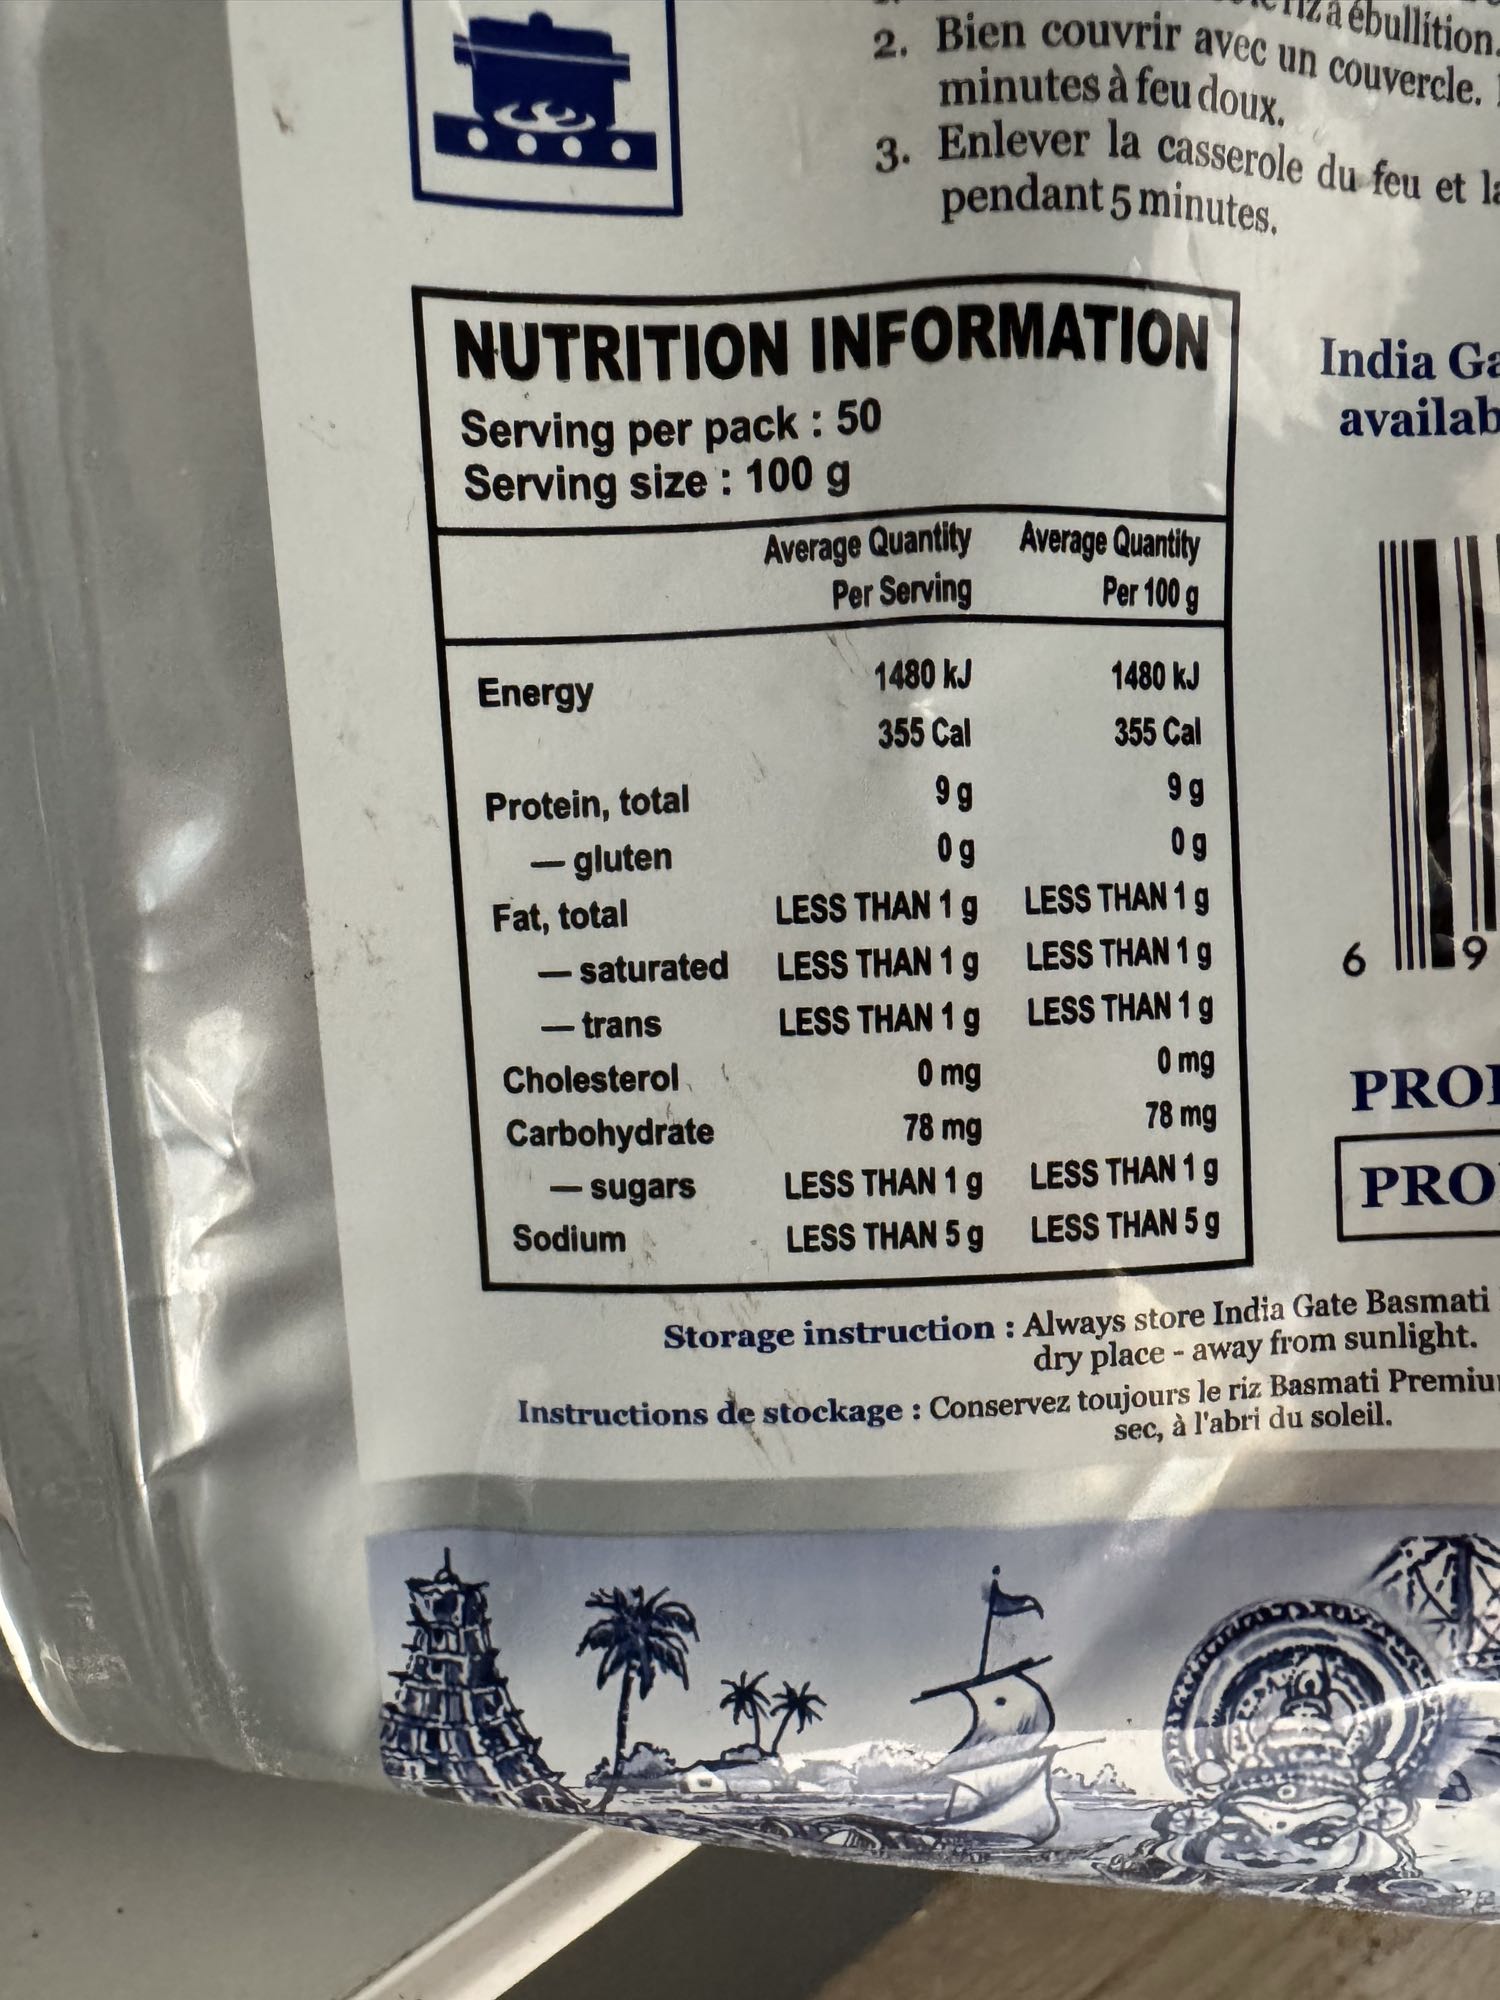 à ébullition.
2. Bien couvrir avec un couvercle.
minutes à feu doux.
3. Enlever la casserole du feu et
pendant 5 minutes.
NUTRITION INFORMATION
Serving per pack : 50
Serving size : 100 g
Average Quantity Average Quantity
Per Serving Per 100 g
Energy 1480 kJ 1480 kJ
355 Cal 355 Cal
Protein, total 9 g 9 g
— gluten 0 g 0 g
Fat, total LESS THAN 1 g LESS THAN 1 g
— saturated LESS THAN 1 g LESS THAN 1 g
— trans LESS THAN 1 g LESS THAN 1 g
Cholesterol 0 mg 0 mg
Carbohydrate 78 mg 78 mg
— sugars LESS THAN 1 g LESS THAN 1 g
Sodium LESS THAN 5 g LESS THAN 5 g
India Ga
availab
6 9
PRO
PRO
Storage instruction : Always store India Gate Basmati
dry place - away from sunlight.
Instructions de stockage : Conservez toujours le riz Basmati Premiu
sec, à l'abri du soleil.